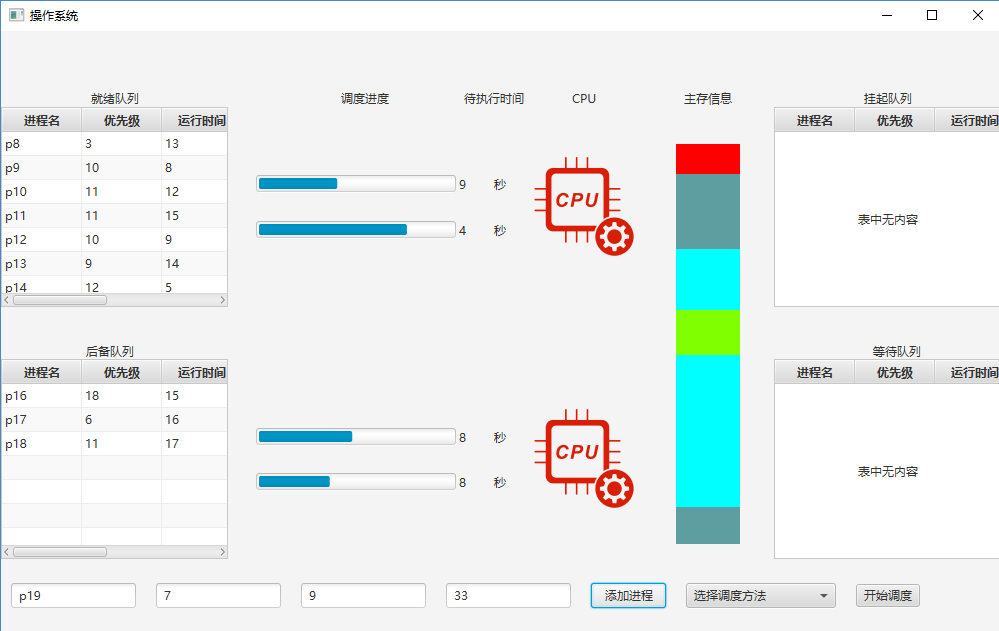 操作系统
就绪队列 调度进度 待执行时间 CPU 主存信息 挂起队列
进程名 优先级 运行时间
p8 3 13
p9 10 8
p10 11 12
p11 11 15
p12 10 9
p13 9 14
p14 12 5
9 秒
4 秒
CPU
进程名 优先级 运行时间
表中无内容
后备队列 等待队列
进程名 优先级 运行时间
p16 18 15
p17 6 16
p18 11 17
8 秒
8 秒
CPU
进程名 优先级 运行时间
表中无内容
p19 7 9 33 添加进程 选择调度方法 开始调度